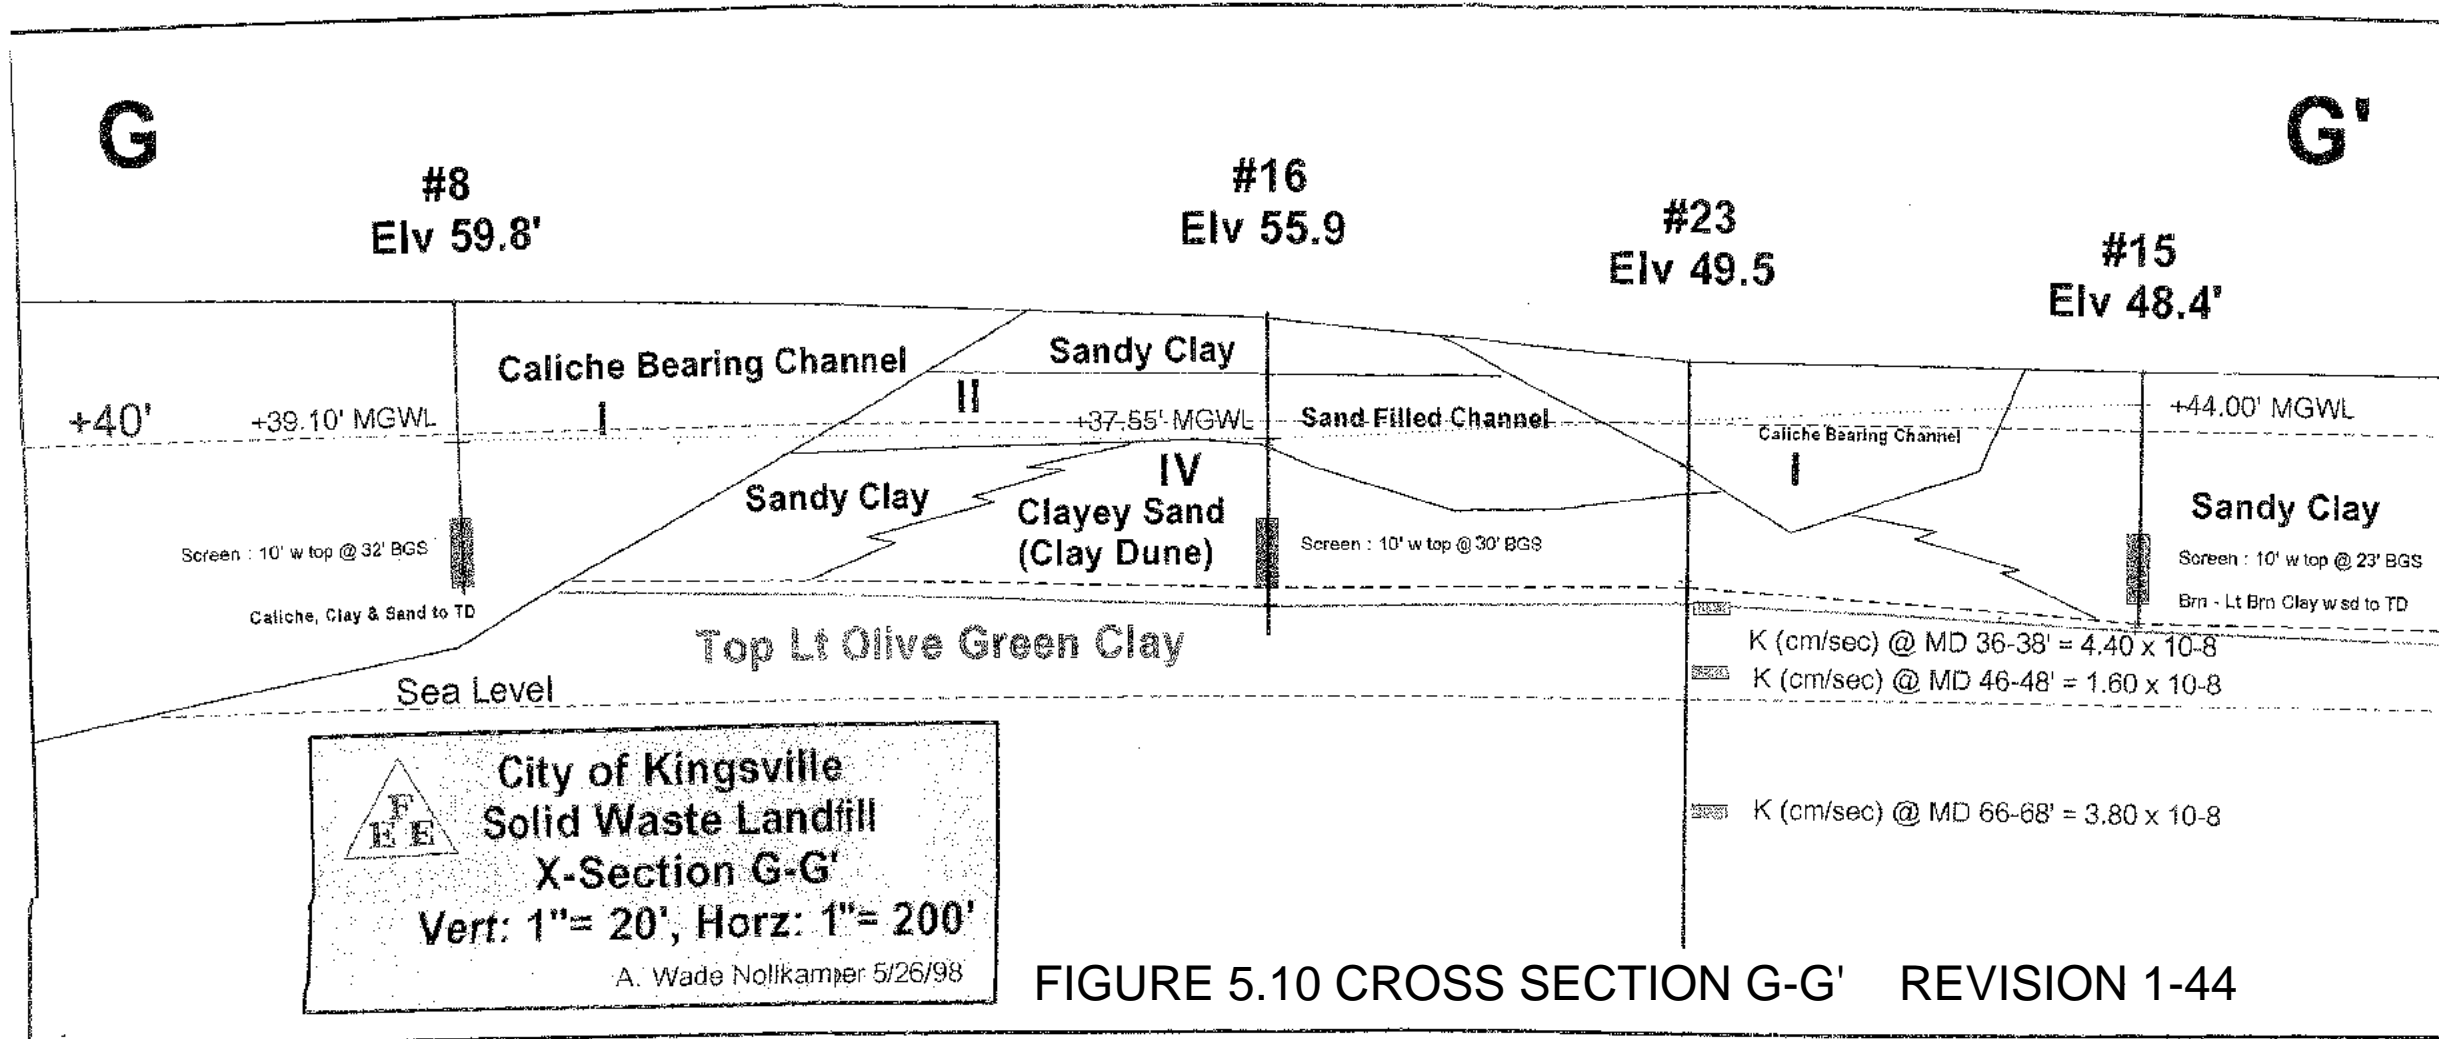 G
G'
#8
Elv 59.8'
#16
Elv 55.9
#23
Elv 49.5
#15
Elv 48.4'
Caliche Bearing Channel
I
Sandy Clay
II
+40'
+39.10' MGWL
+37.55' MGWL
Sand Filled Channel
Caliche Bearing Channel
I
+44.00' MGWL
Sandy Clay
IV
Clayey Sand
(Clay Dune)
Sandy Clay
Screen : 10' w top @ 32' BGS
Screen : 10' w top @ 30' BGS
Screen : 10' w top @ 23' BGS
Caliche, Clay & Sand to TD
Brn - Lt Brn Clay w sd to TD
Top Lt Olive Green Clay
K (cm/sec) @ MD 36-38' = 4.40 x 10-8
K (cm/sec) @ MD 46-48' = 1.60 x 10-8
Sea Level
K (cm/sec) @ MD 66-68' = 3.80 x 10-8
F
E E
City of Kingsville
Solid Waste Landfill
X-Section G-G'
Vert: 1"= 20', Horz: 1"= 200'
A. Wade Nollkamper 5/26/98
FIGURE 5.10 CROSS SECTION G-G' REVISION 1-44